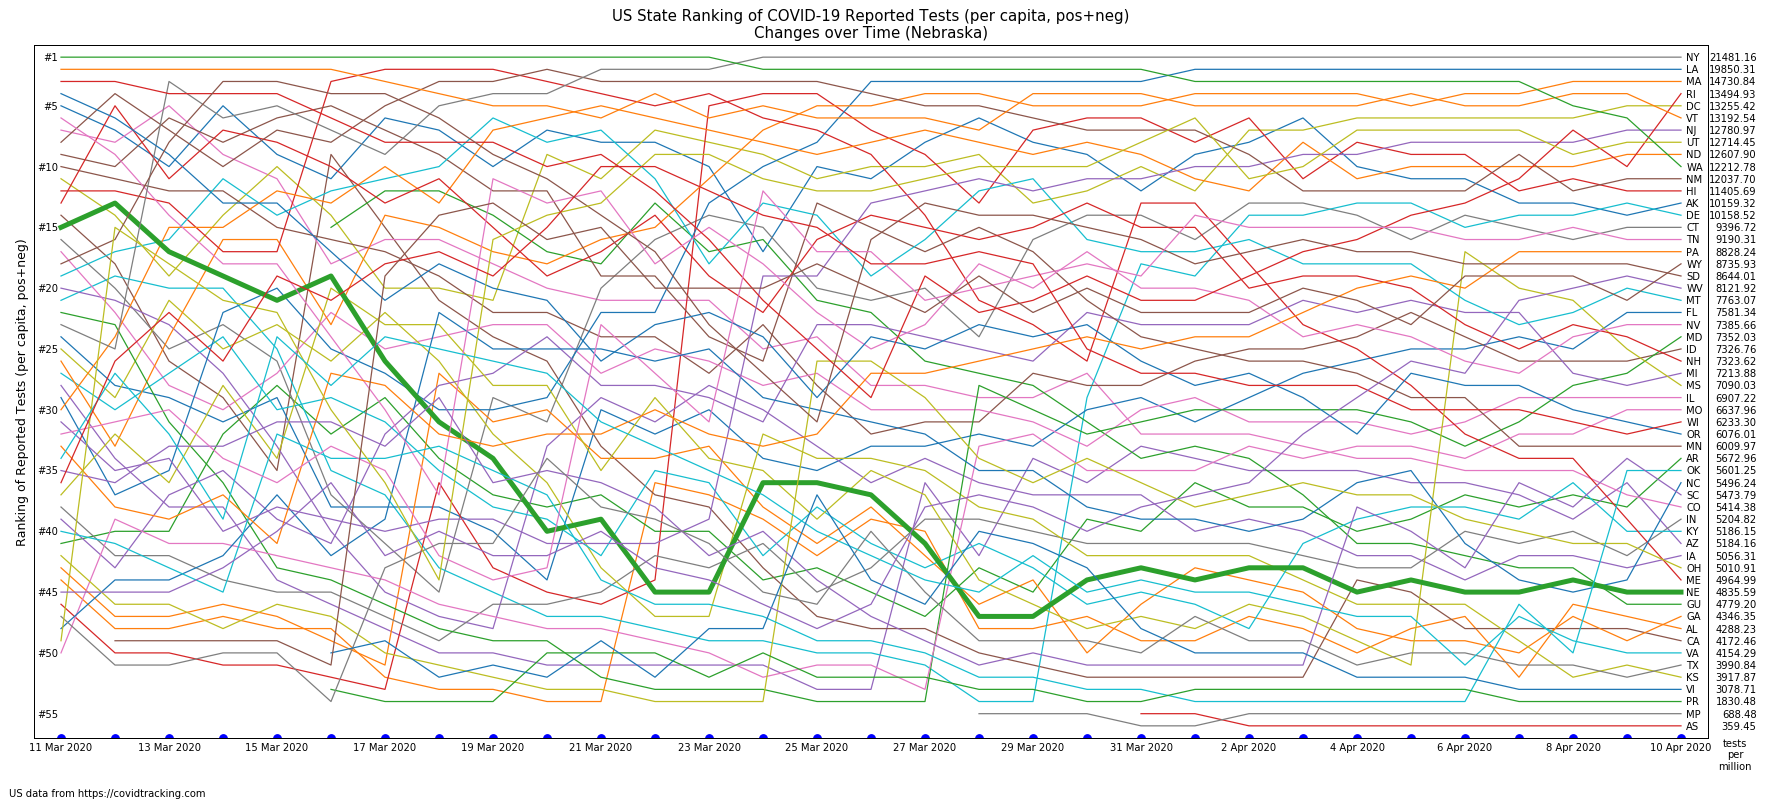 US State Ranking of COVID-19 Reported Tests (per capita, pos+neg)
Changes over Time (Nebraska)
Ranking of Reported Tests (per capita, pos+neg)
#1
#5
#10
#15
#20
#25
#30
#35
#40
#45
#50
#55
NY 21481.16
LA 19850.31
MA 14730.84
RI 13494.93
DC 13255.42
VT 13192.54
NJ 12780.97
UT 12714.45
ND 12607.90
WA 12212.78
NM 12037.70
HI 11405.69
AK 10159.32
DE 10158.52
CT 9396.72
TN 9190.31
PA 8828.24
WY 8735.93
SD 8644.01
WV 8121.92
MT 7763.07
FL 7581.34
NV 7385.66
MD 7352.03
ID 7326.76
NH 7323.62
MI 7213.88
MS 7090.03
IL 6907.22
MO 6637.96
WI 6233.30
OR 6076.01
MN 6009.97
AR 5672.96
OK 5601.25
NC 5496.24
SC 5473.79
CO 5414.38
IN 5204.82
KY 5186.15
AZ 5184.16
IA 5056.31
OH 5010.91
ME 4964.99
NE 4835.59
GU 4779.20
GA 4346.35
AL 4288.23
CA 4172.46
VA 4154.29
TX 3990.84
KS 3917.87
VI 3078.71
PR 1830.48
MP 688.48
AS 359.45
11 Mar 2020 13 Mar 2020 15 Mar 2020 17 Mar 2020 19 Mar 2020 21 Mar 2020 23 Mar 2020 25 Mar 2020 27 Mar 2020 29 Mar 2020 31 Mar 2020 2 Apr 2020 4 Apr 2020 6 Apr 2020 8 Apr 2020 10 Apr 2020
tests
per
million
US data from https://covidtracking.com